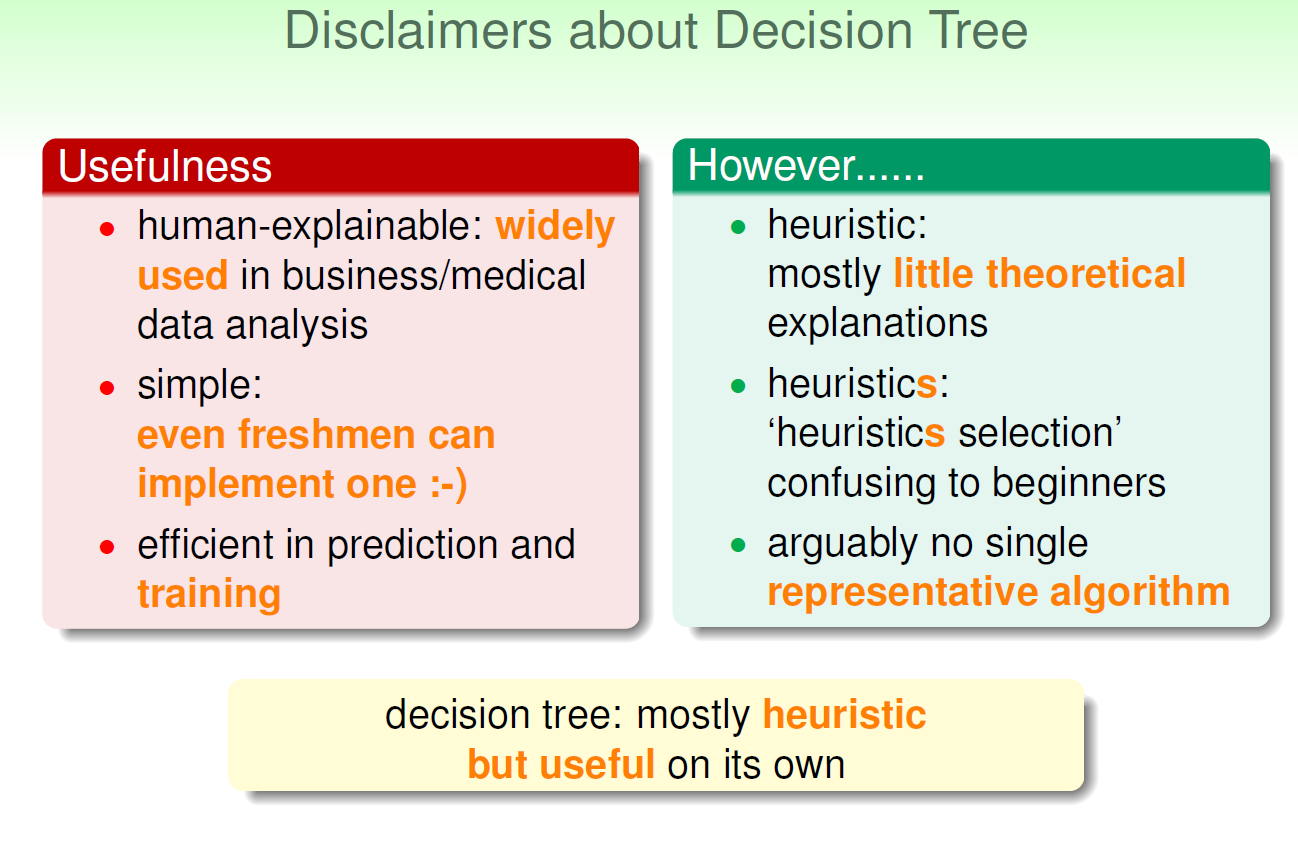 Disclaimers about Decision Tree
Usefulness
• human-explainable: widely
used in business/medical
data analysis
• simple:
even freshmen can
implement one :-)
• efficient in prediction and
training
However......
• heuristic:
mostly little theoretical
explanations
• heuristics:
‘heuristics selection’
confusing to beginners
• arguably no single
representative algorithm
decision tree: mostly heuristic
but useful on its own